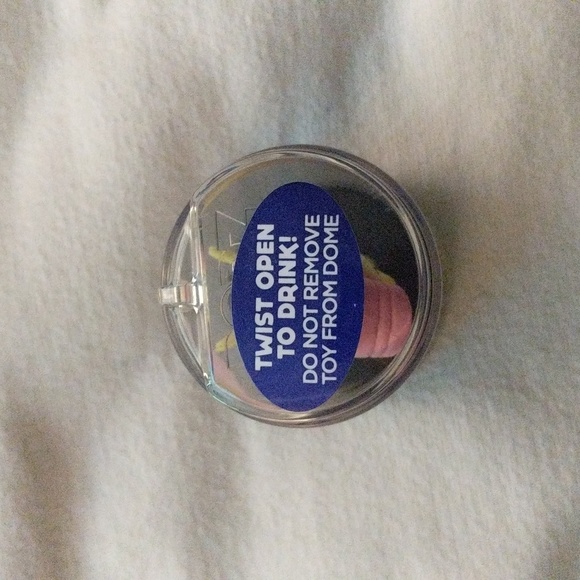 TWIST OPEN
TO DRINK!
DO NOT REMOVE
TOY FROM DOME